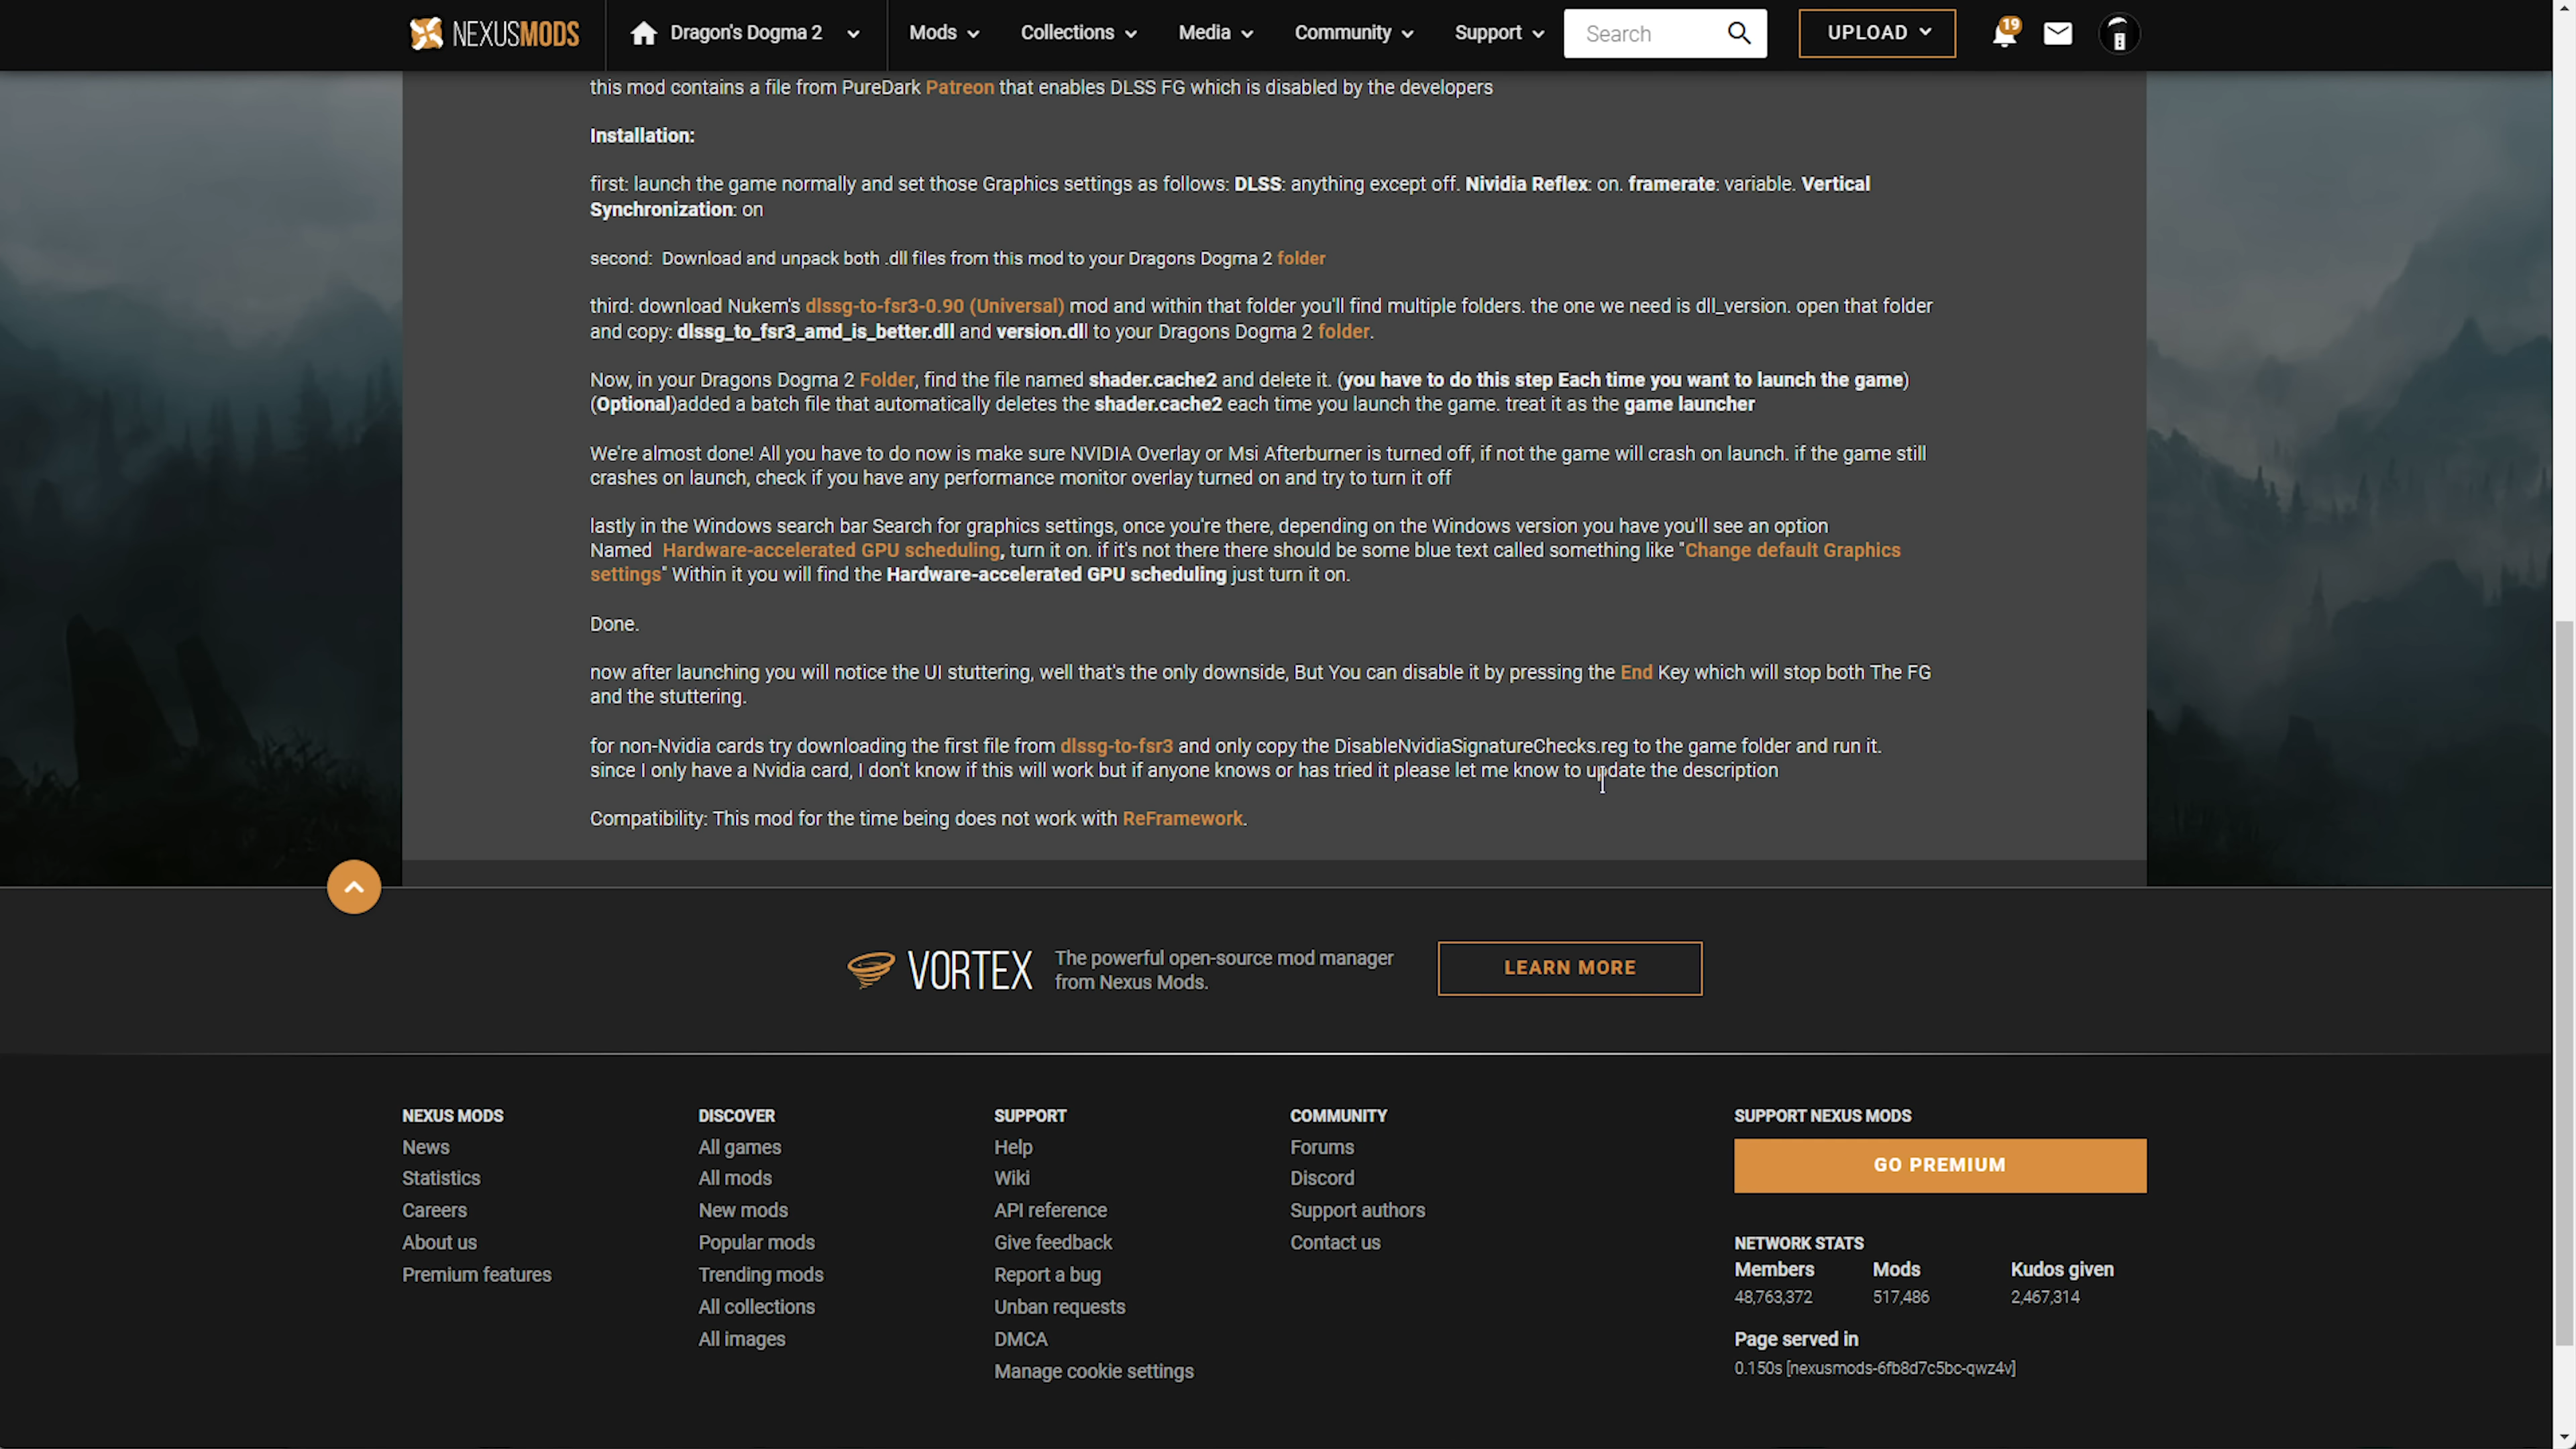 NEXUSMODS Dragon's Dogma 2 Mods Collections Media Community Support Search UPLOAD 19
this mod contains a file from PureDark Patreon that enables DLSS FG which is disabled by the developers
Installation:
first: launch the game normally and set those Graphics settings as follows: DLSS: anything except off. Nividia Reflex: on. framerate: variable. Vertical
Synchronization: on
second:  Download and unpack both .dll files from this mod to your Dragons Dogma 2 folder
third: download Nukem's dlssg-to-fsr3-0.90 (Universal) mod and within that folder you'll find multiple folders. the one we need is dll_version. open that folder
and copy: dlssg_to_fsr3_amd_is_better.dll and version.dll to your Dragons Dogma 2 folder.
Now, in your Dragons Dogma 2 Folder, find the file named shader.cache2 and delete it. (you have to do this step Each time you want to launch the game)
(Optional)added a batch file that automatically deletes the shader.cache2 each time you launch the game. treat it as the game launcher
We're almost done! All you have to do now is make sure NVIDIA Overlay or Msi Afterburner is turned off, if not the game will crash on launch. if the game still
crashes on launch, check if you have any performance monitor overlay turned on and try to turn it off
lastly in the Windows search bar Search for graphics settings, once you're there, depending on the Windows version you have you'll see an option
Named  Hardware-accelerated GPU scheduling, turn it on. if it's not there there should be some blue text called something like "Change default Graphics
settings" Within it you will find the Hardware-accelerated GPU scheduling just turn it on.
Done.
now after launching you will notice the UI stuttering, well that's the only downside, But You can disable it by pressing the End Key which will stop both The FG
and the stuttering.
for non-Nvidia cards try downloading the first file from dlssg-to-fsr3 and only copy the DisableNvidiaSignatureChecks.reg to the game folder and run it.
since I only have a Nvidia card, I don't know if this will work but if anyone knows or has tried it please let me know to update the description
Compatibility: This mod for the time being does not work with ReFramework.
VORTEX
The powerful open-source mod manager
from Nexus Mods.
LEARN MORE
NEXUS MODS
News
Statistics
Careers
About us
Premium features
DISCOVER
All games
All mods
New mods
Popular mods
Trending mods
All collections
All images
SUPPORT
Help
Wiki
API reference
Give feedback
Report a bug
Unban requests
DMCA
Manage cookie settings
COMMUNITY
Forums
Discord
Support authors
Contact us
SUPPORT NEXUS MODS
GO PREMIUM
NETWORK STATS
Members Mods Kudos given
48,763,372 517,486 2,467,314
Page served in
0.150s [nexusmods-6fb8d7c5bc-qwz4v]